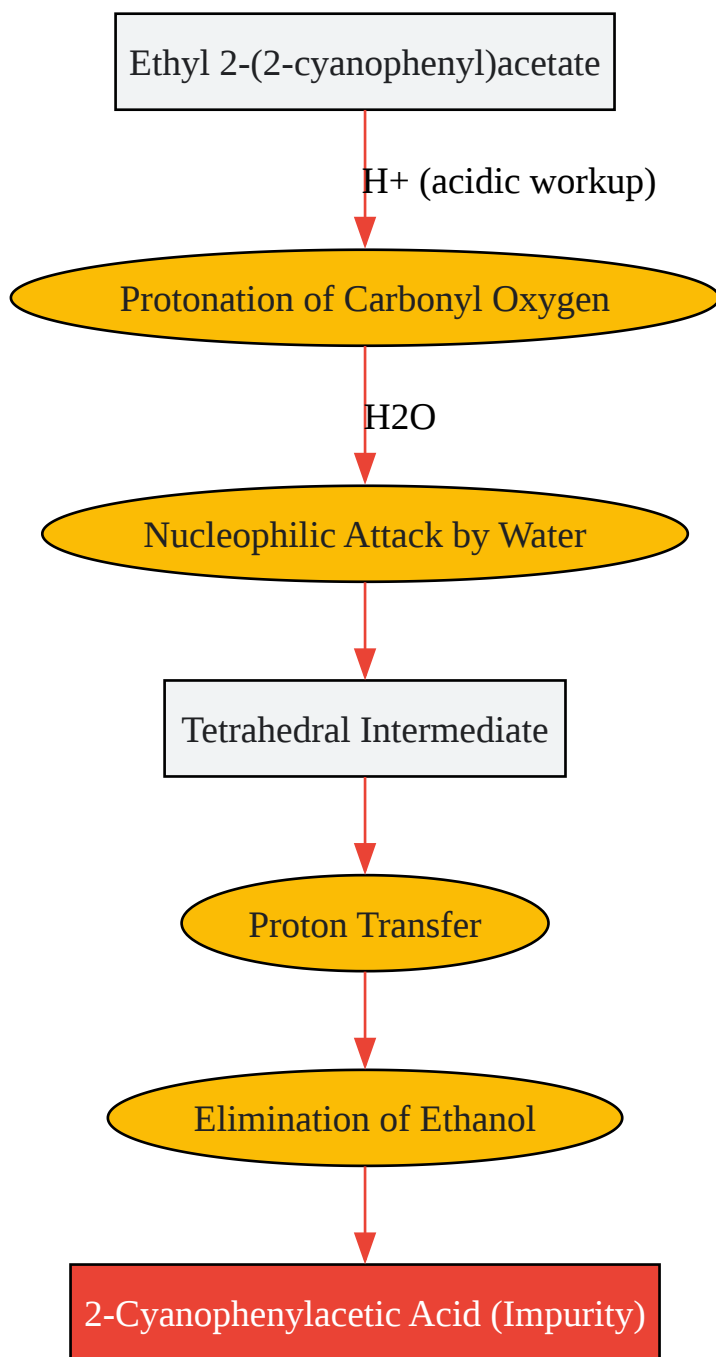 Ethyl 2-(2-cyanophenyl)acetate
H+ (acidic workup)
Protonation of Carbonyl Oxygen
H2O
Nucleophilic Attack by Water
Tetrahedral Intermediate
Proton Transfer
Elimination of Ethanol
2-Cyanophenylacetic Acid (Impurity)